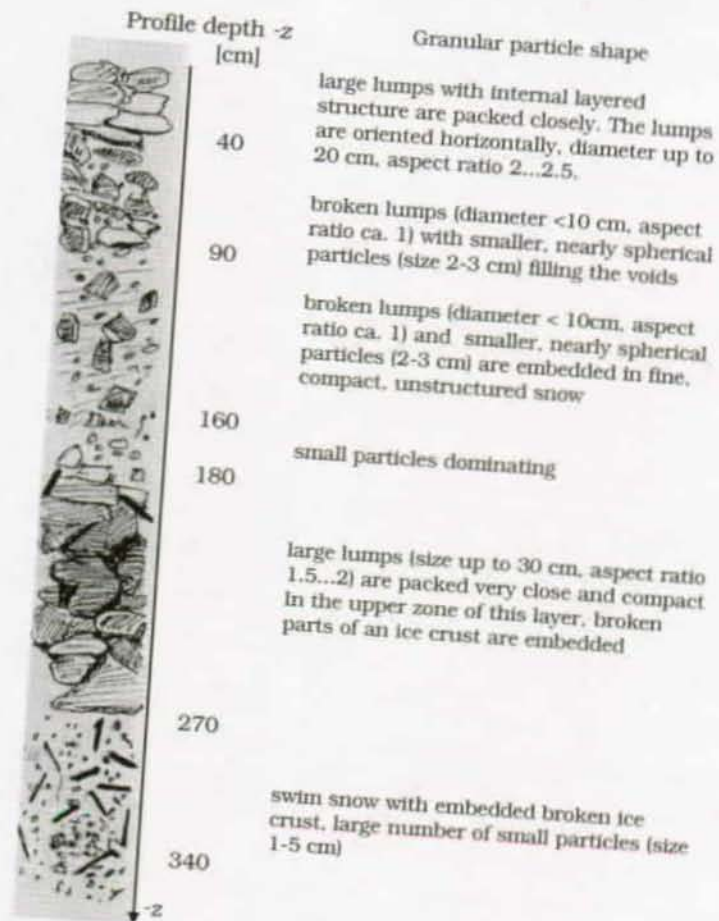 Profile depth -z
[cm]
Granular particle shape
large lumps with internal layered
structure are packed closely. The lumps
are oriented horizontally, diameter up to
20 cm, aspect ratio 2...2.5.
40
broken lumps (diameter <10 cm, aspect
ratio ca. 1) with smaller, nearly spherical
particles (size 2-3 cm) filling the voids
90
broken lumps (diameter < 10cm, aspect
ratio ca. 1) and smaller, nearly spherical
particles (2-3 cm) are embedded in fine,
compact, unstructured snow
160
small particles dominating
180
large lumps (size up to 30 cm, aspect ratio
1.5...2) are packed very close and compact
In the upper zone of this layer, broken
parts of an ice crust are embedded
270
swim snow with embedded broken ice
crust, large number of small particles (size
1-5 cm)
340
-z